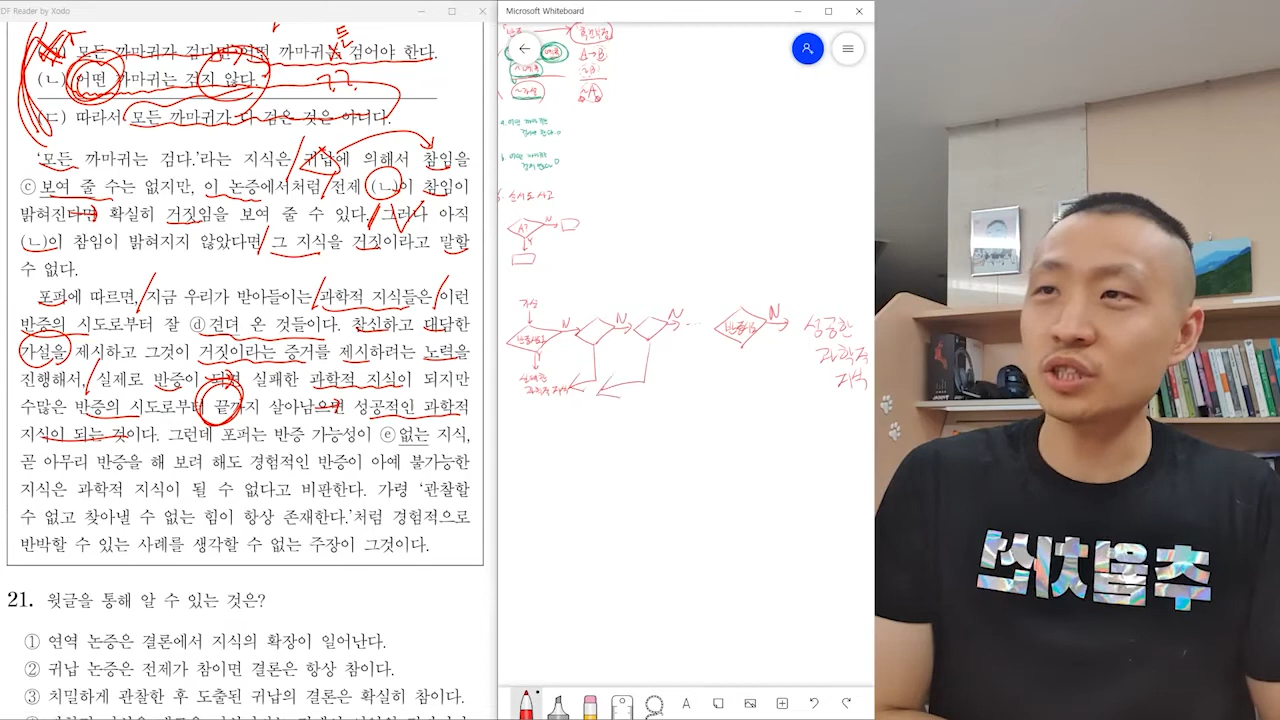 DF Reader by Xodo
Microsoft Whiteboard
모든 까마귀가 검다면 어떤 까마귀는 검어야 한다.
(ㄴ) 어떤 까마귀는 검지 않다.
(ㄷ) 따라서 모든 까마귀가 다 검은 것은 아니다.
‘모든 까마귀는 검다.’라는 지식은 귀납에 의해서 참임을
ⓒ 보여 줄 수는 없지만, 이 논증에서처럼 전제 (ㄴ)이 참임이
밝혀진다면 확실히 거짓임을 보여 줄 수 있다. 그러나 아직
(ㄴ)이 참임이 밝혀지지 않았다면 그 지식을 거짓이라고 말할
수 없다.
포퍼에 따르면, 지금 우리가 받아들이는 과학적 지식들은 이런
반증의 시도로부터 잘 ⓓ 견뎌 온 것들이다. 참신하고 대담한
가설을 제시하고 그것이 거짓이라는 증거를 제시하려는 노력을
진행해서, 실제로 반증이 되면 실패한 과학적 지식이 되지만
수많은 반증의 시도로부터 끝까지 살아남으면 성공적인 과학적
지식이 되는 것이다. 그런데 포퍼는 반증 가능성이 ⓔ 없는 지식,
곧 아무리 반증을 해 보려 해도 경험적인 반증이 아예 불가능한
지식은 과학적 지식이 될 수 없다고 비판한다. 가령 ‘관찰할
수 없고 찾아낼 수 없는 힘이 항상 존재한다.’처럼 경험적으로
반박할 수 있는 사례를 생각할 수 없는 주장이 그것이다.
21. 윗글을 통해 알 수 있는 것은?
① 연역 논증은 결론에서 지식의 확장이 일어난다.
② 귀납 논증은 전제가 참이면 결론은 항상 참이다.
③ 치밀하게 관찰한 후 도출된 귀납의 결론은 확실히 참이다.
A → B
~가설
6. 순서도 사고
A?
N
Y
가설
N
N
N
N
성공한
과학적
지식
실패한
과학적 지식
A